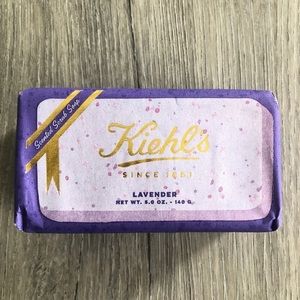 Scented Scrub Soap
Kiehl's
SINCE 1851
LAVENDER
NET WT. 5.0 OZ. - 140 G